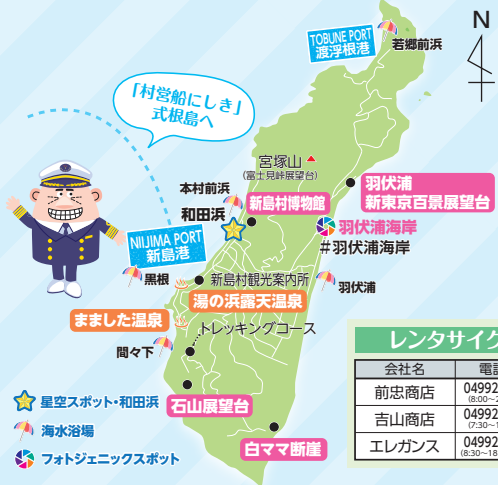 N
TOBUNE PORT
渡浮根港
若郷前浜
「村営船にしき」
式根島へ
宮塚山
(富士見峠展望台)
羽伏浦
新東京百景展望台
本村前浜
新島村博物館
和田浜
羽伏浦海岸
#羽伏浦海岸
NIIJIMA PORT
新島港
黒根
新島村観光案内所
羽伏浦
湯の浜露天温泉
まました温泉
トレッキングコース
間々下
石山展望台
白ママ断崖
星空スポット・和田浜
海水浴場
フォトジェニックスポット
レンタサイク
会社名 電
前忠商店 04992
(8:00〜
吉山商店 04992
(7:30〜1
エレガンス 04992
(8:30〜18